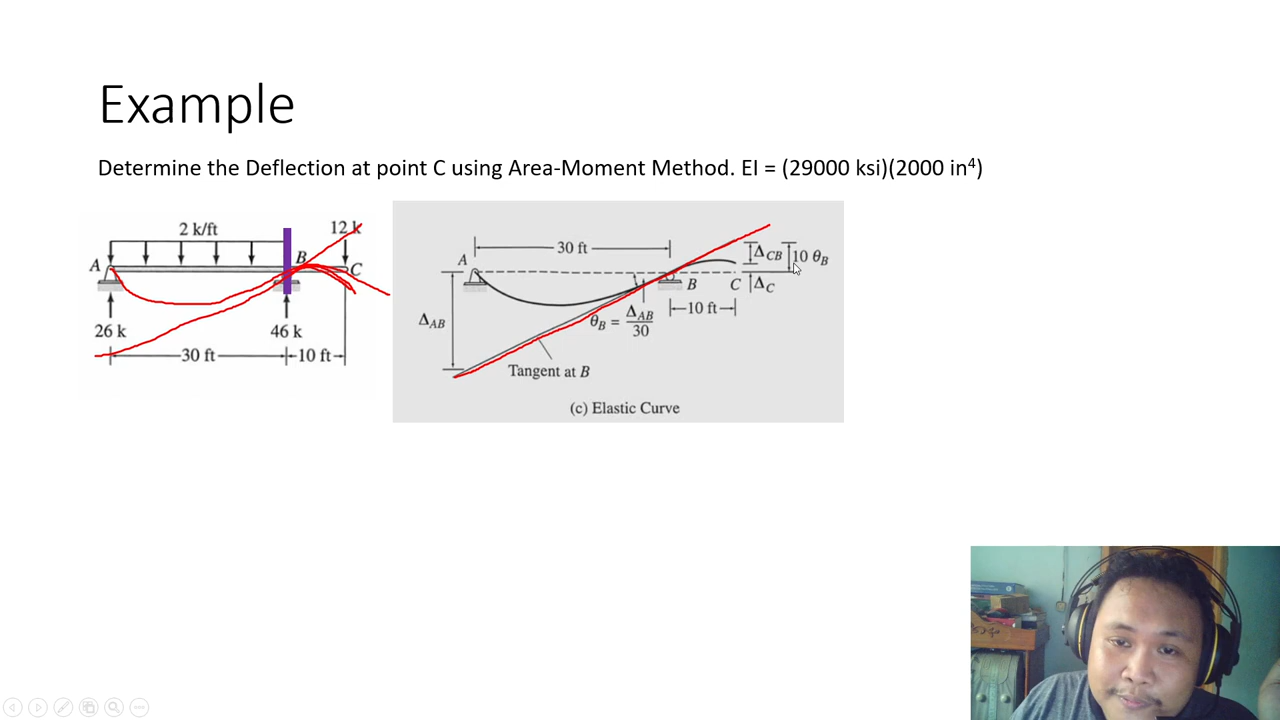 Example
Determine the Deflection at point C using Area-Moment Method. EI = (29000 ksi)(2000 in⁴)
2 k/ft
12 k
A
B
C
26 k
46 k
30 ft
10 ft
30 ft
A
B
C
Δ_CB
10 θ_B
Δ_C
10 ft
Δ_AB
θ_B = Δ_AB / 30
Tangent at B
(c) Elastic Curve